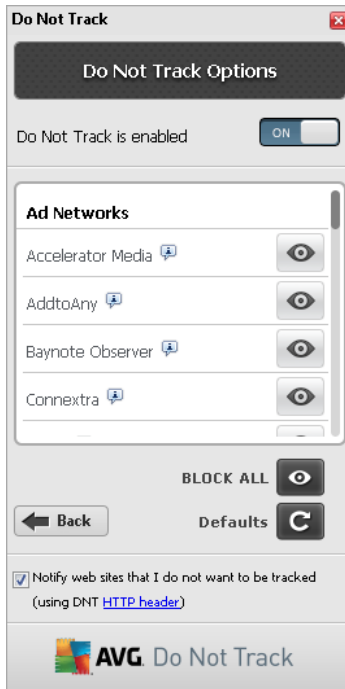 Do Not Track
Do Not Track Options
Do Not Track is enabled
ON
Ad Networks
Accelerator Media
AddtoAny
Baynote Observer
Connextra
BLOCK ALL
Back
Defaults
Notify web sites that I do not want to be tracked
(using DNT HTTP header)
AVG. Do Not Track